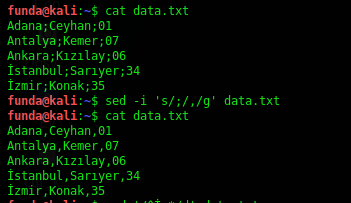 funda@kali:~$ cat data.txt
Adana;Ceyhan;01
Antalya;Kemer;07
Ankara;Kızılay;06
İstanbul;Sarıyer;34
İzmir;Konak;35
funda@kali:~$ sed -i 's/;/,/g' data.txt
funda@kali:~$ cat data.txt
Adana,Ceyhan,01
Antalya,Kemer,07
Ankara,Kızılay,06
İstanbul,Sarıyer,34
İzmir,Konak,35